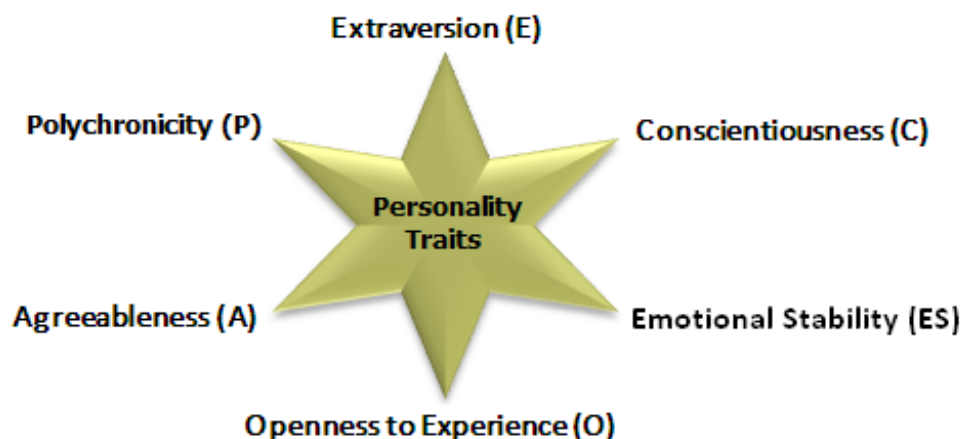 Extraversion (E)
Polychronicity (P)
Conscientiousness (C)
Personality
Traits
Agreeableness (A)
Emotional Stability (ES)
Openness to Experience (O)